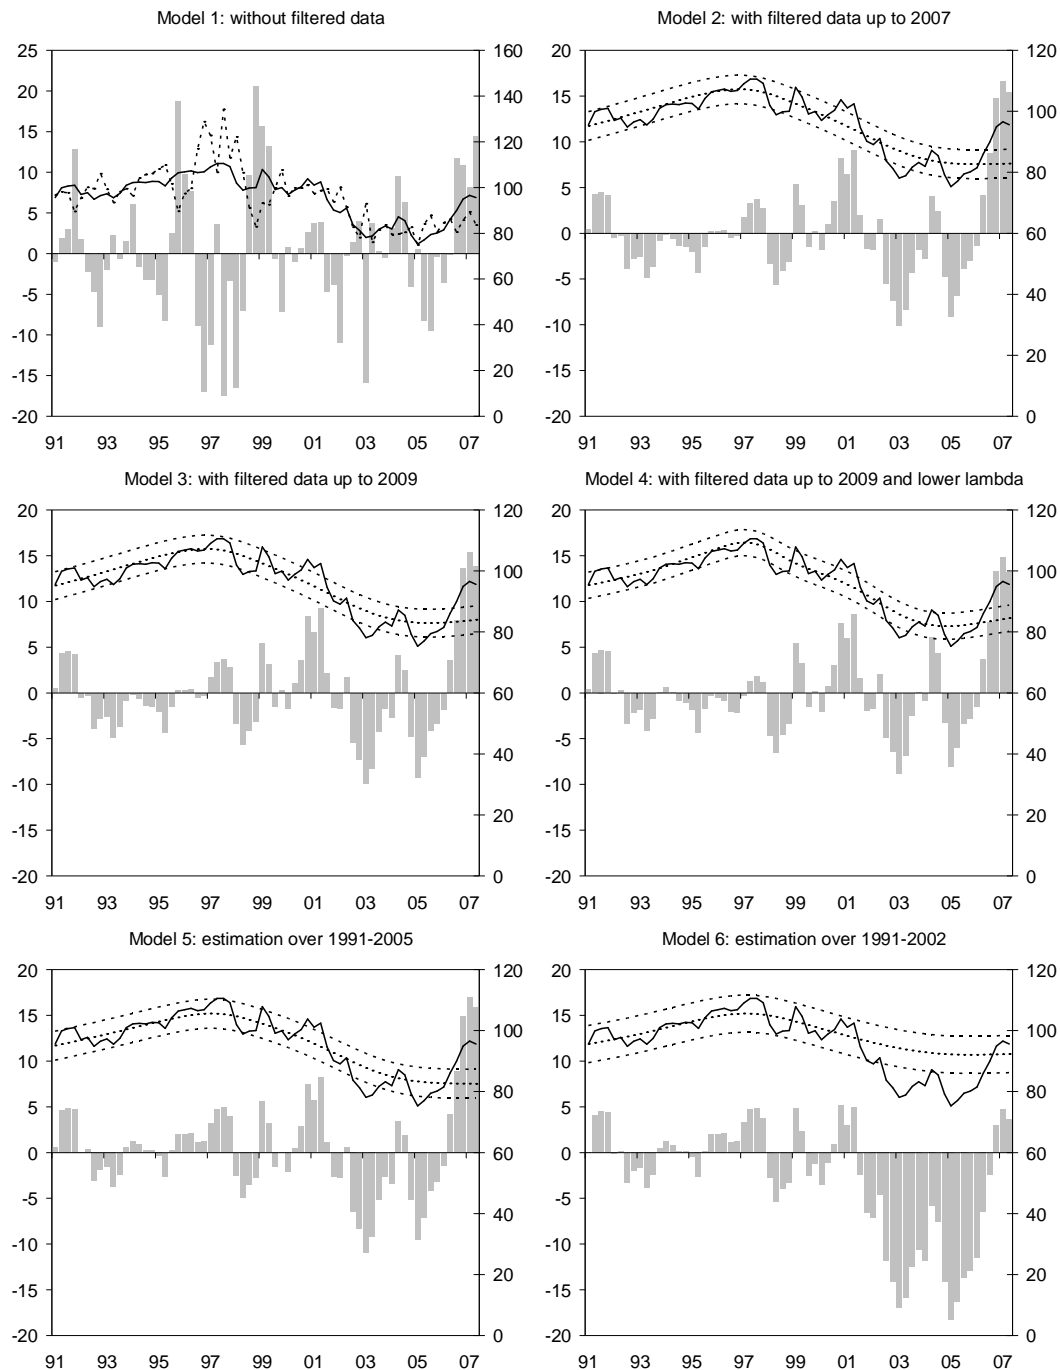 Model 1: without filtered data
Model 2: with filtered data up to 2007
25 160 20 120
20 140 15 100
15 120 10 80
10 100 5
5 80 0 60
0 60 -5 40
-5 40 -10 20
-10 20 -15
-15 0 -20 0
-20
91 93 95 97 99 01 03 05 07
91 93 95 97 99 01 03 05 07
Model 3: with filtered data up to 2009
Model 4: with filtered data up to 2009 and lower lambda
20 120 20 120
15 100 15 100
10 80 10 80
5 5
0 60 0 60
-5 40 -5 40
-10 20 -10 20
-15 -15
-20 0 -20 0
91 93 95 97 99 01 03 05 07
91 93 95 97 99 01 03 05 07
Model 5: estimation over 1991-2005
Model 6: estimation over 1991-2002
20 120 20 120
15 100 15 100
10 80 10 80
5 5
0 60 0 60
-5 40 -5 40
-10 20 -10 20
-15 -15
-20 0 -20 0
91 93 95 97 99 01 03 05 07
91 93 95 97 99 01 03 05 07